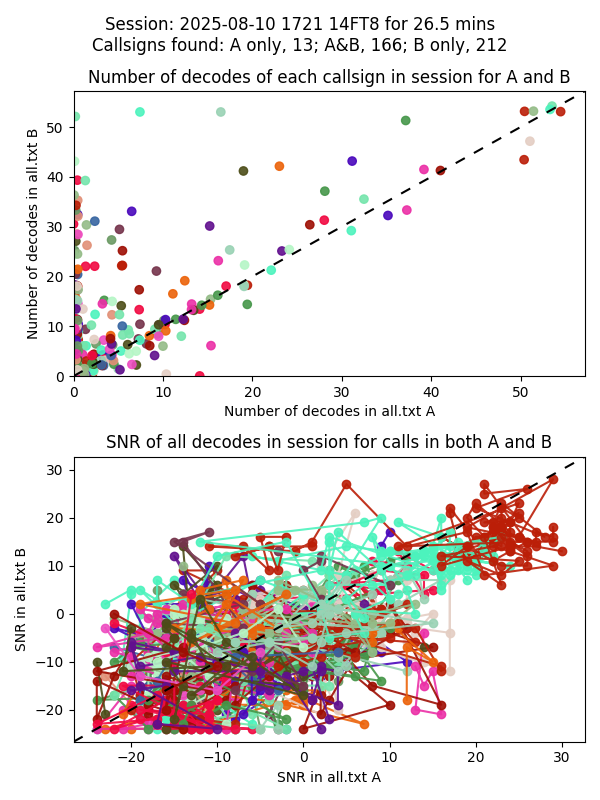 Session: 2025-08-10 1721 14FT8 for 26.5 mins
Callsigns found: A only, 13; A&B, 166; B only, 212
Number of decodes of each callsign in session for A and B
50
40
30
20
10
0
Number of decodes in all.txt B
0 10 20 30 40 50
Number of decodes in all.txt A
SNR of all decodes in session for calls in both A and B
30
20
10
0
−10
−20
SNR in all.txt B
−20 −10 0 10 20 30
SNR in all.txt A